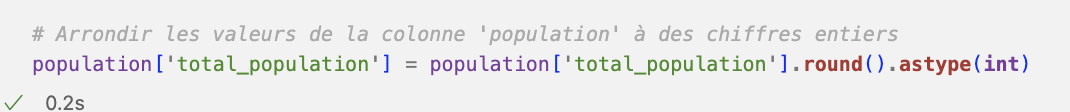 # Arrondir les valeurs de la colonne 'population' à des chiffres entiers
population['total_population'] = population['total_population'].round().astype(int)
✓ 0.2s